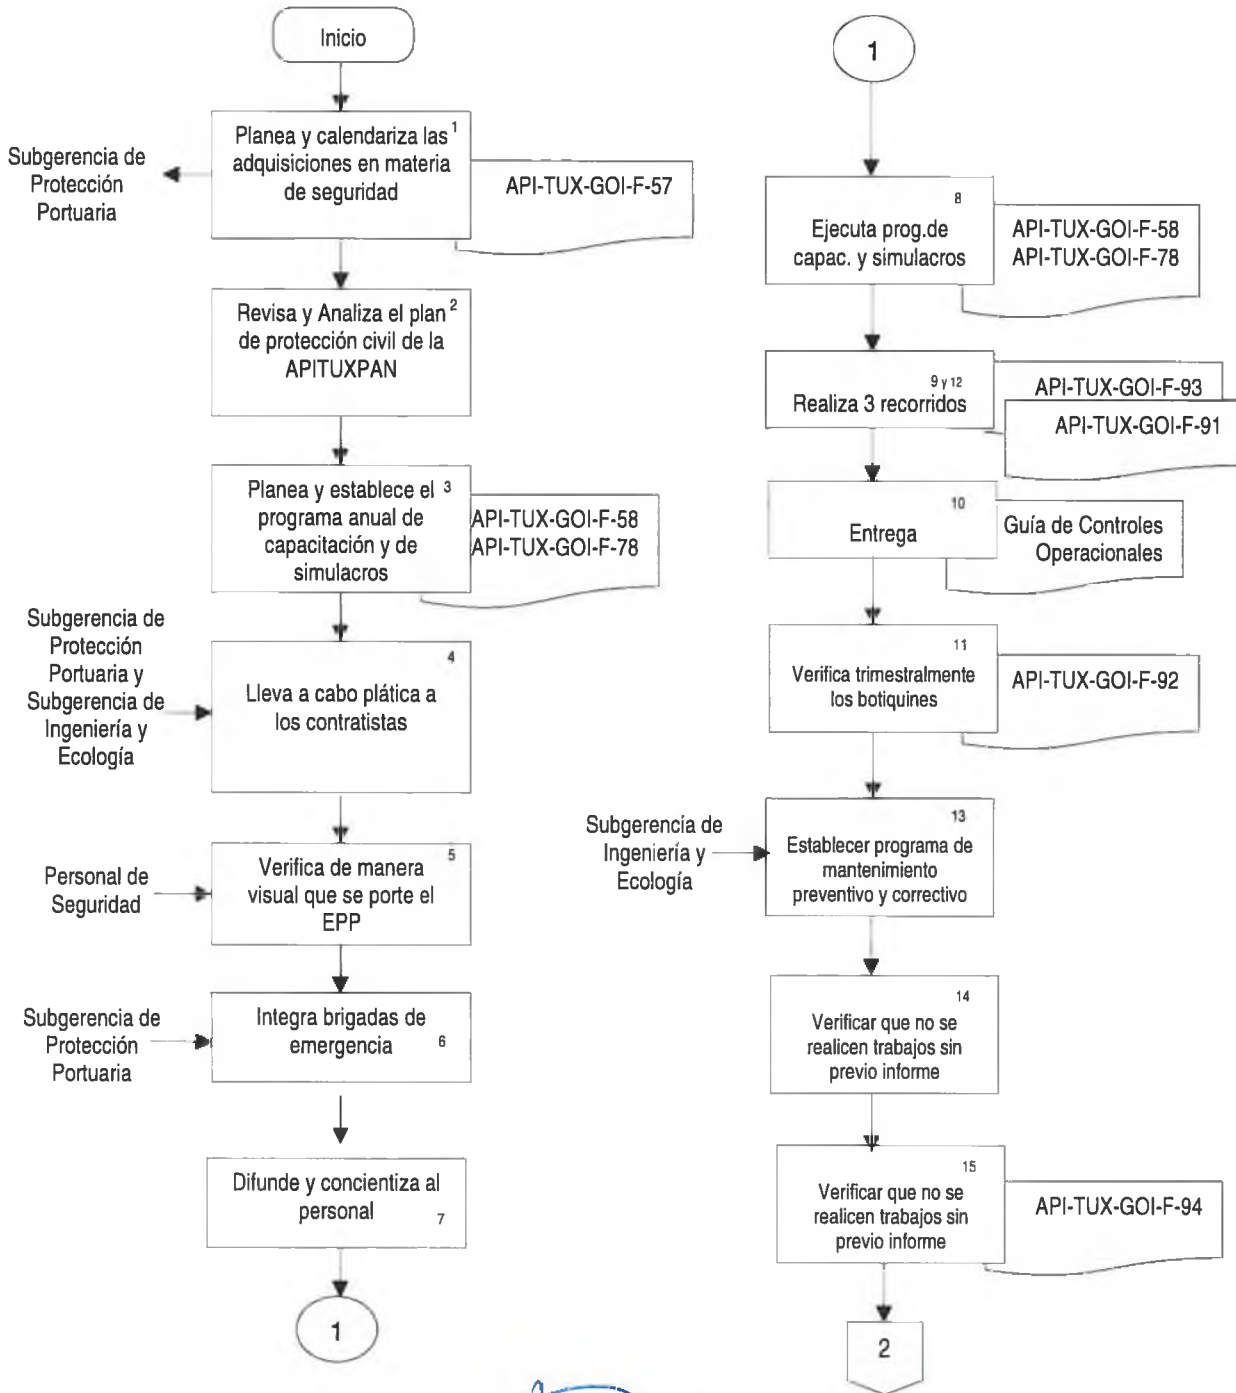 Inicio
1
Planea y calendariza las
adquisiciones en materia
de seguridad
Subgerencia de
Protección
Portuaria
API-TUX-GOI-F-57
2
Revisa y Analiza el plan
de protección civil de la
APITUXPAN
3
Planea y establece el
programa anual de
capacitación y de
simulacros
API-TUX-GOI-F-58
API-TUX-GOI-F-78
Subgerencia de
Protección
Portuaria y
Subgerencia de
Ingeniería y
Ecología
4
Lleva a cabo plática a
los contratistas
Personal de
Seguridad
5
Verifica de manera
visual que se porte el
EPP
Subgerencia de
Protección
Portuaria
Integra brigadas de
emergencia
6
Difunde y concientiza al
personal
7
1
1
8
Ejecuta prog.de
capac. y simulacros
API-TUX-GOI-F-58
API-TUX-GOI-F-78
9 y 12
Realiza 3 recorridos
API-TUX-GOI-F-93
API-TUX-GOI-F-91
10
Entrega
Guía de Controles
Operacionales
11
Verifica trimestralmente
los botiquines
API-TUX-GOI-F-92
Subgerencia de
Ingeniería y
Ecología
13
Establecer programa de
mantenimiento
preventivo y correctivo
14
Verificar que no se
realicen trabajos sin
previo informe
15
Verificar que no se
realicen trabajos sin
previo informe
API-TUX-GOI-F-94
2